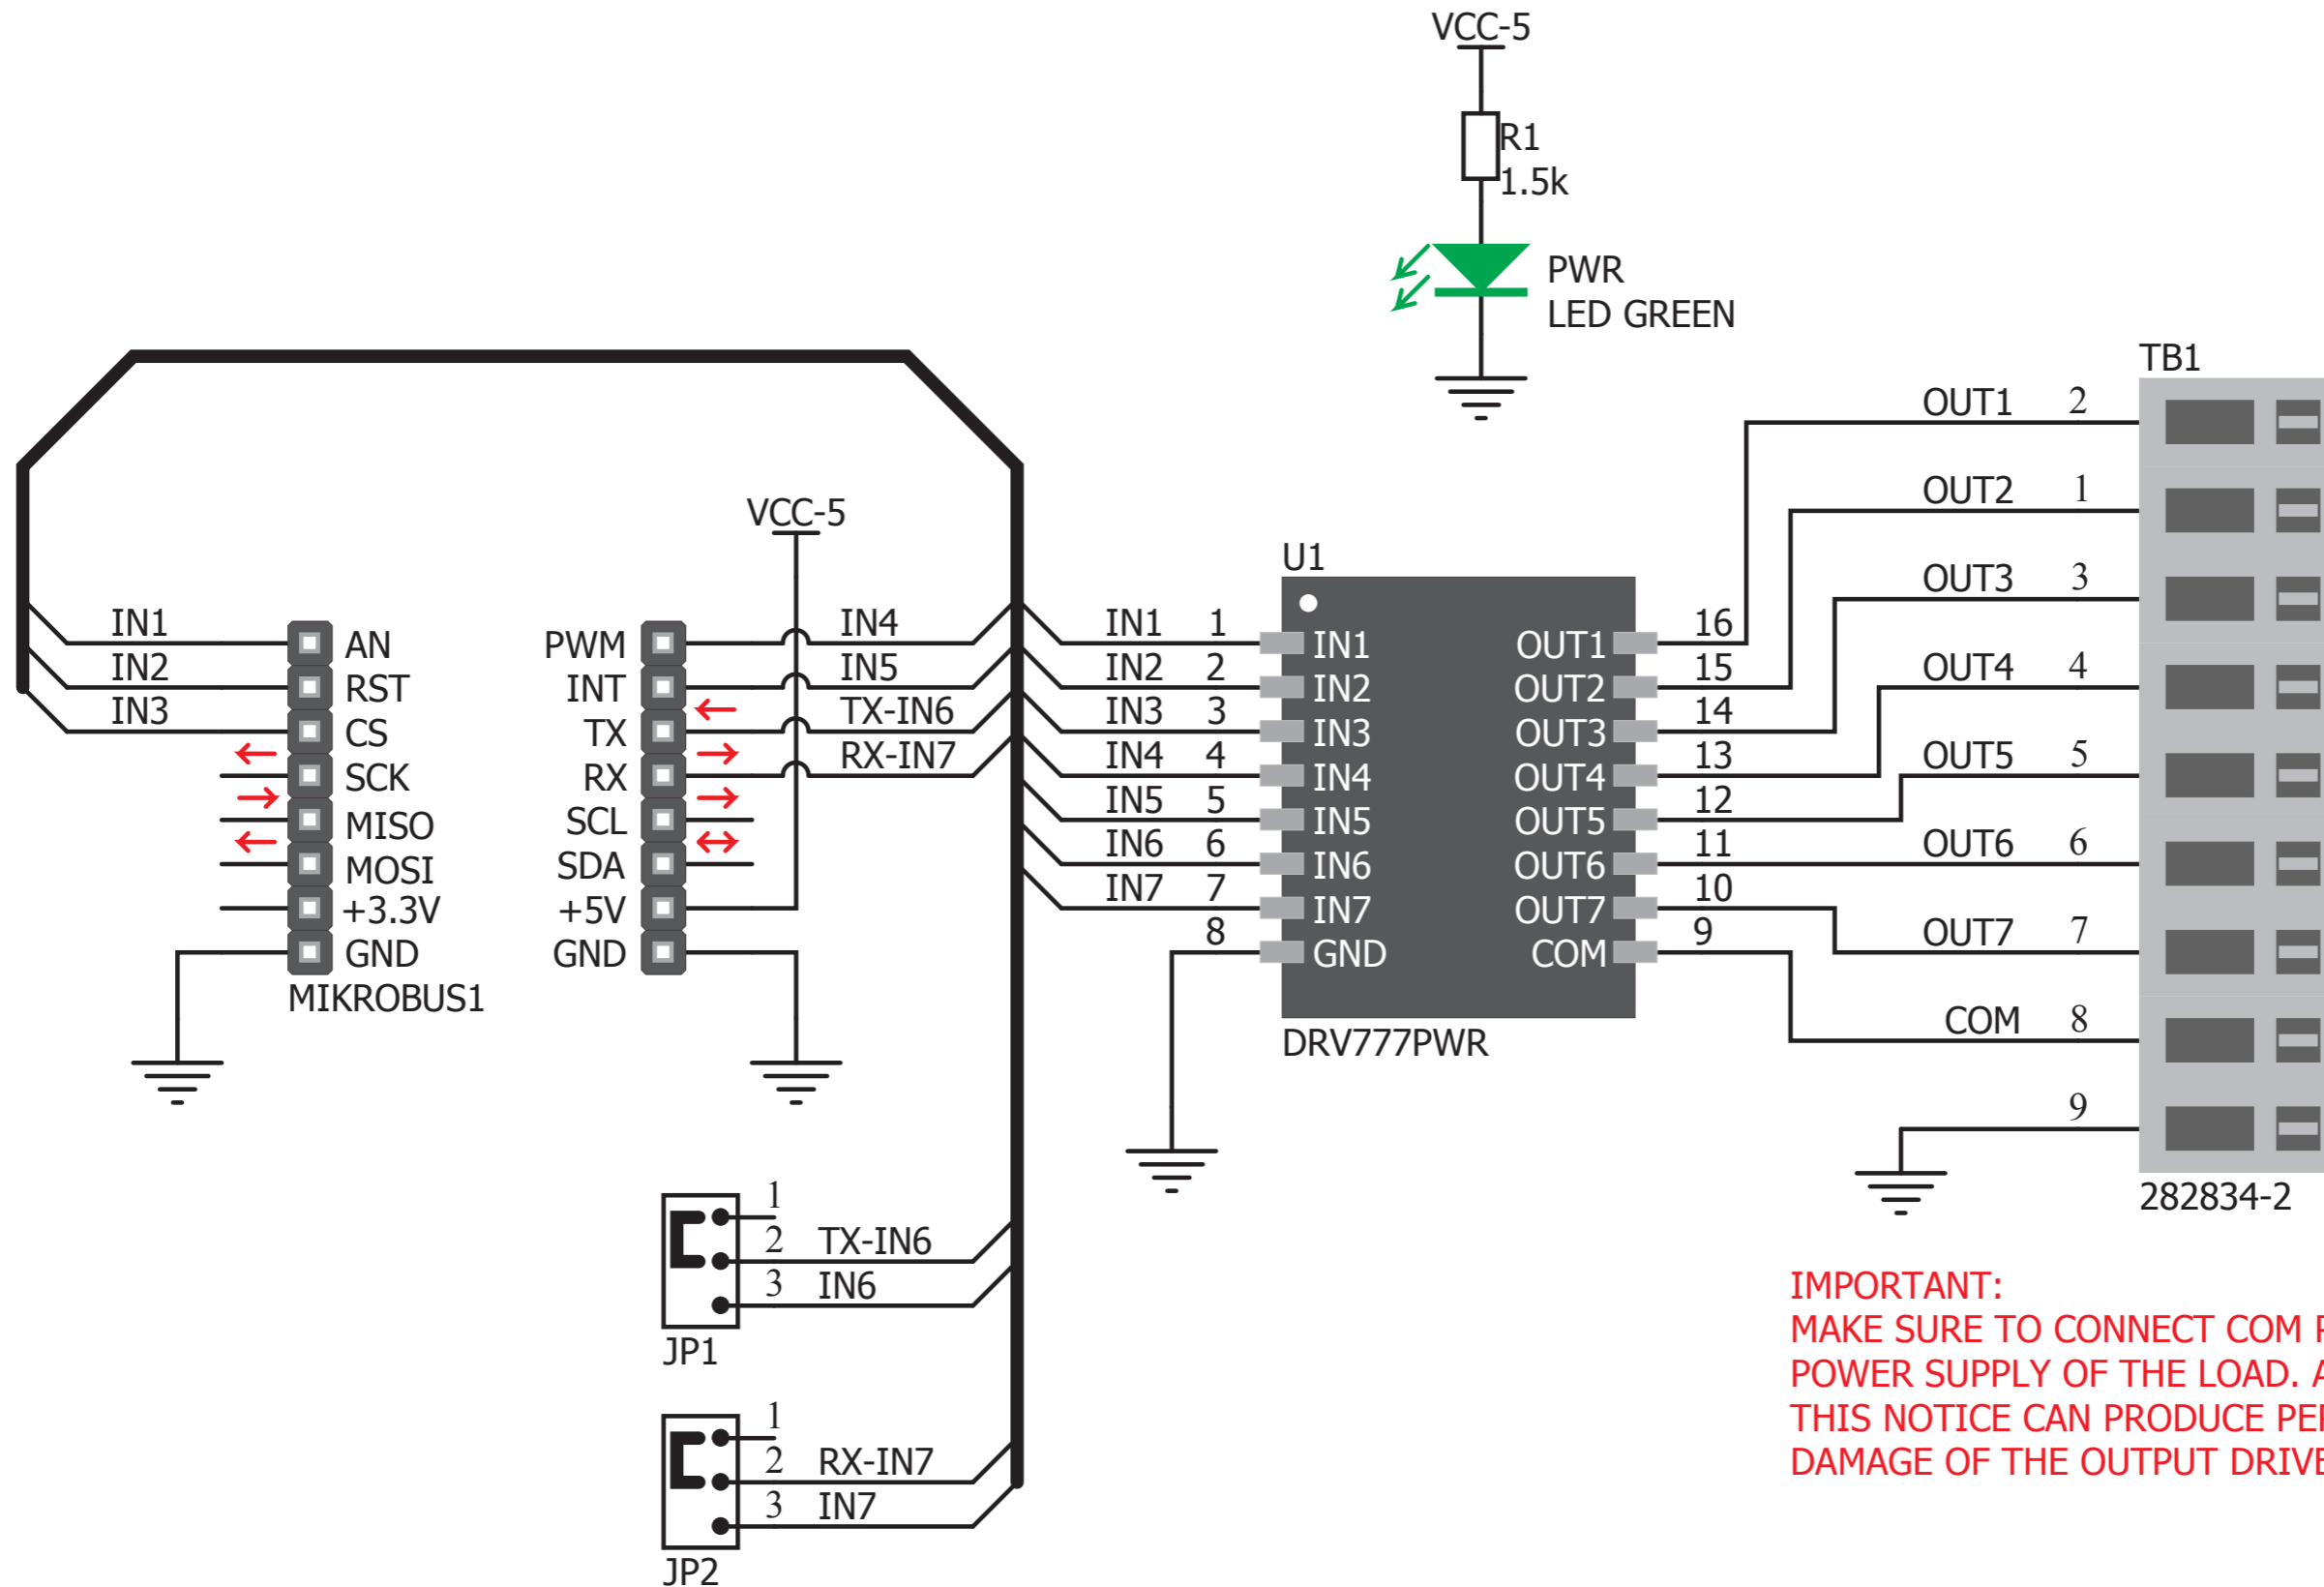 VCC-5
R1
1.5k
PWR
LED GREEN
TB1
OUT1 2
OUT2 1
OUT3 3
OUT4 4
OUT5 5
OUT6 6
OUT7 7
COM 8
9
282834-2
VCC-5
IN1 AN
IN2 RST
IN3 CS
SCK
MISO
MOSI
+3.3V
GND
MIKROBUS1
PWM IN4
INT IN5
TX TX-IN6
RX RX-IN7
SCL
SDA
+5V
GND
U1
IN1 1 IN1 OUT1 16
IN2 2 IN2 OUT2 15
IN3 3 IN3 OUT3 14
IN4 4 IN4 OUT4 13
IN5 5 IN5 OUT5 12
IN6 6 IN6 OUT6 11
IN7 7 IN7 OUT7 10
8 GND COM 9
DRV777PWR
1
2 TX-IN6
3 IN6
JP1
1
2 RX-IN7
3 IN7
JP2
IMPORTANT:
MAKE SURE TO CONNECT COM
POWER SUPPLY OF THE LOAD.
THIS NOTICE CAN PRODUCE
DAMAGE OF THE OUTPUT